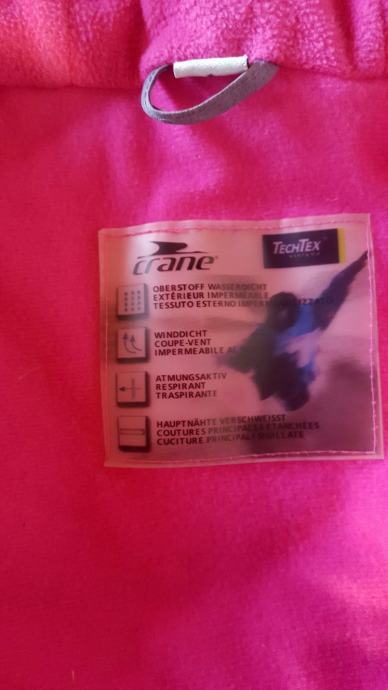 crane
TECHTEX
OBERSTOFF WASSERDICHT
EXTÉRIEUR IMPERMÉABLE
TESSUTO ESTERNO
WINDDICHT
COUPE-VENT
IMPERMEABILE
ATMUNGSAKTIV
RESPIRANT
TRASPIRANTE
HAUPTNÄHTE VERSCHWEISST
COUTURES PRINCIPALES ÉTANCHÉES
CUCITURE PRINCIPALI SIGILLATE